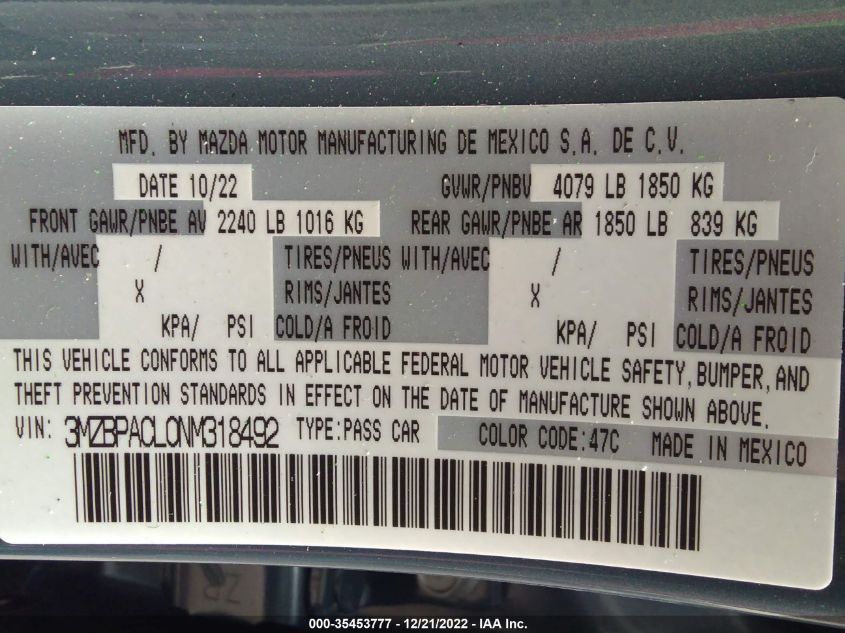 MFD. BY MAZDA MOTOR MANUFACTURING DE MEXICO S.A. DE C.V.
DATE 10/22 GVWR/PNBV 4079 LB 1850 KG
FRONT GAWR/PNBE AV 2240 LB 1016 KG REAR GAWR/PNBE AR 1850 LB 839 KG
WITH/AVEC / TIRES/PNEUS WITH/AVEC / TIRES/PNEUS
X RIMS/JANTES X RIMS/JANTES
KPA/ PSI COLD/A FROID KPA/ PSI COLD/A FROID
THIS VEHICLE CONFORMS TO ALL APPLICABLE FEDERAL MOTOR VEHICLE SAFETY, BUMPER, AND
THEFT PREVENTION STANDARDS IN EFFECT ON THE DATE OF MANUFACTURE SHOWN ABOVE.
VIN: 3MZBPACL0NM318492 TYPE:PASS CAR COLOR CODE:47C MADE IN MEXICO
000-35453777 - 12/21/2022 - IAA Inc.